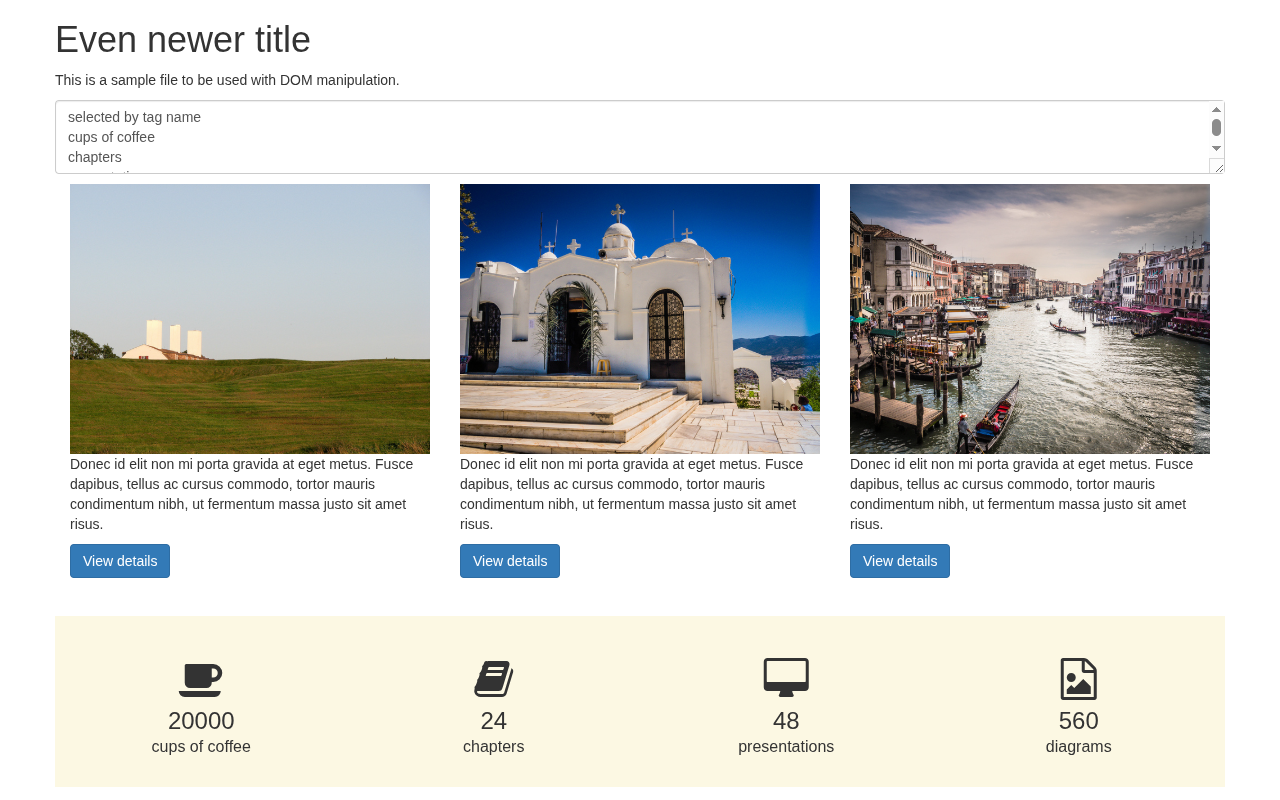 Even newer title
This is a sample file to be used with DOM manipulation.
selected by tag name
cups of coffee
chapters
Donec id elit non mi porta gravida at eget metus. Fusce
dapibus, tellus ac cursus commodo, tortor mauris
condimentum nibh, ut fermentum massa justo sit amet
risus.
View details
Donec id elit non mi porta gravida at eget metus. Fusce
dapibus, tellus ac cursus commodo, tortor mauris
condimentum nibh, ut fermentum massa justo sit amet
risus.
View details
Donec id elit non mi porta gravida at eget metus. Fusce
dapibus, tellus ac cursus commodo, tortor mauris
condimentum nibh, ut fermentum massa justo sit amet
risus.
View details
20000
cups of coffee
24
chapters
48
presentations
560
diagrams